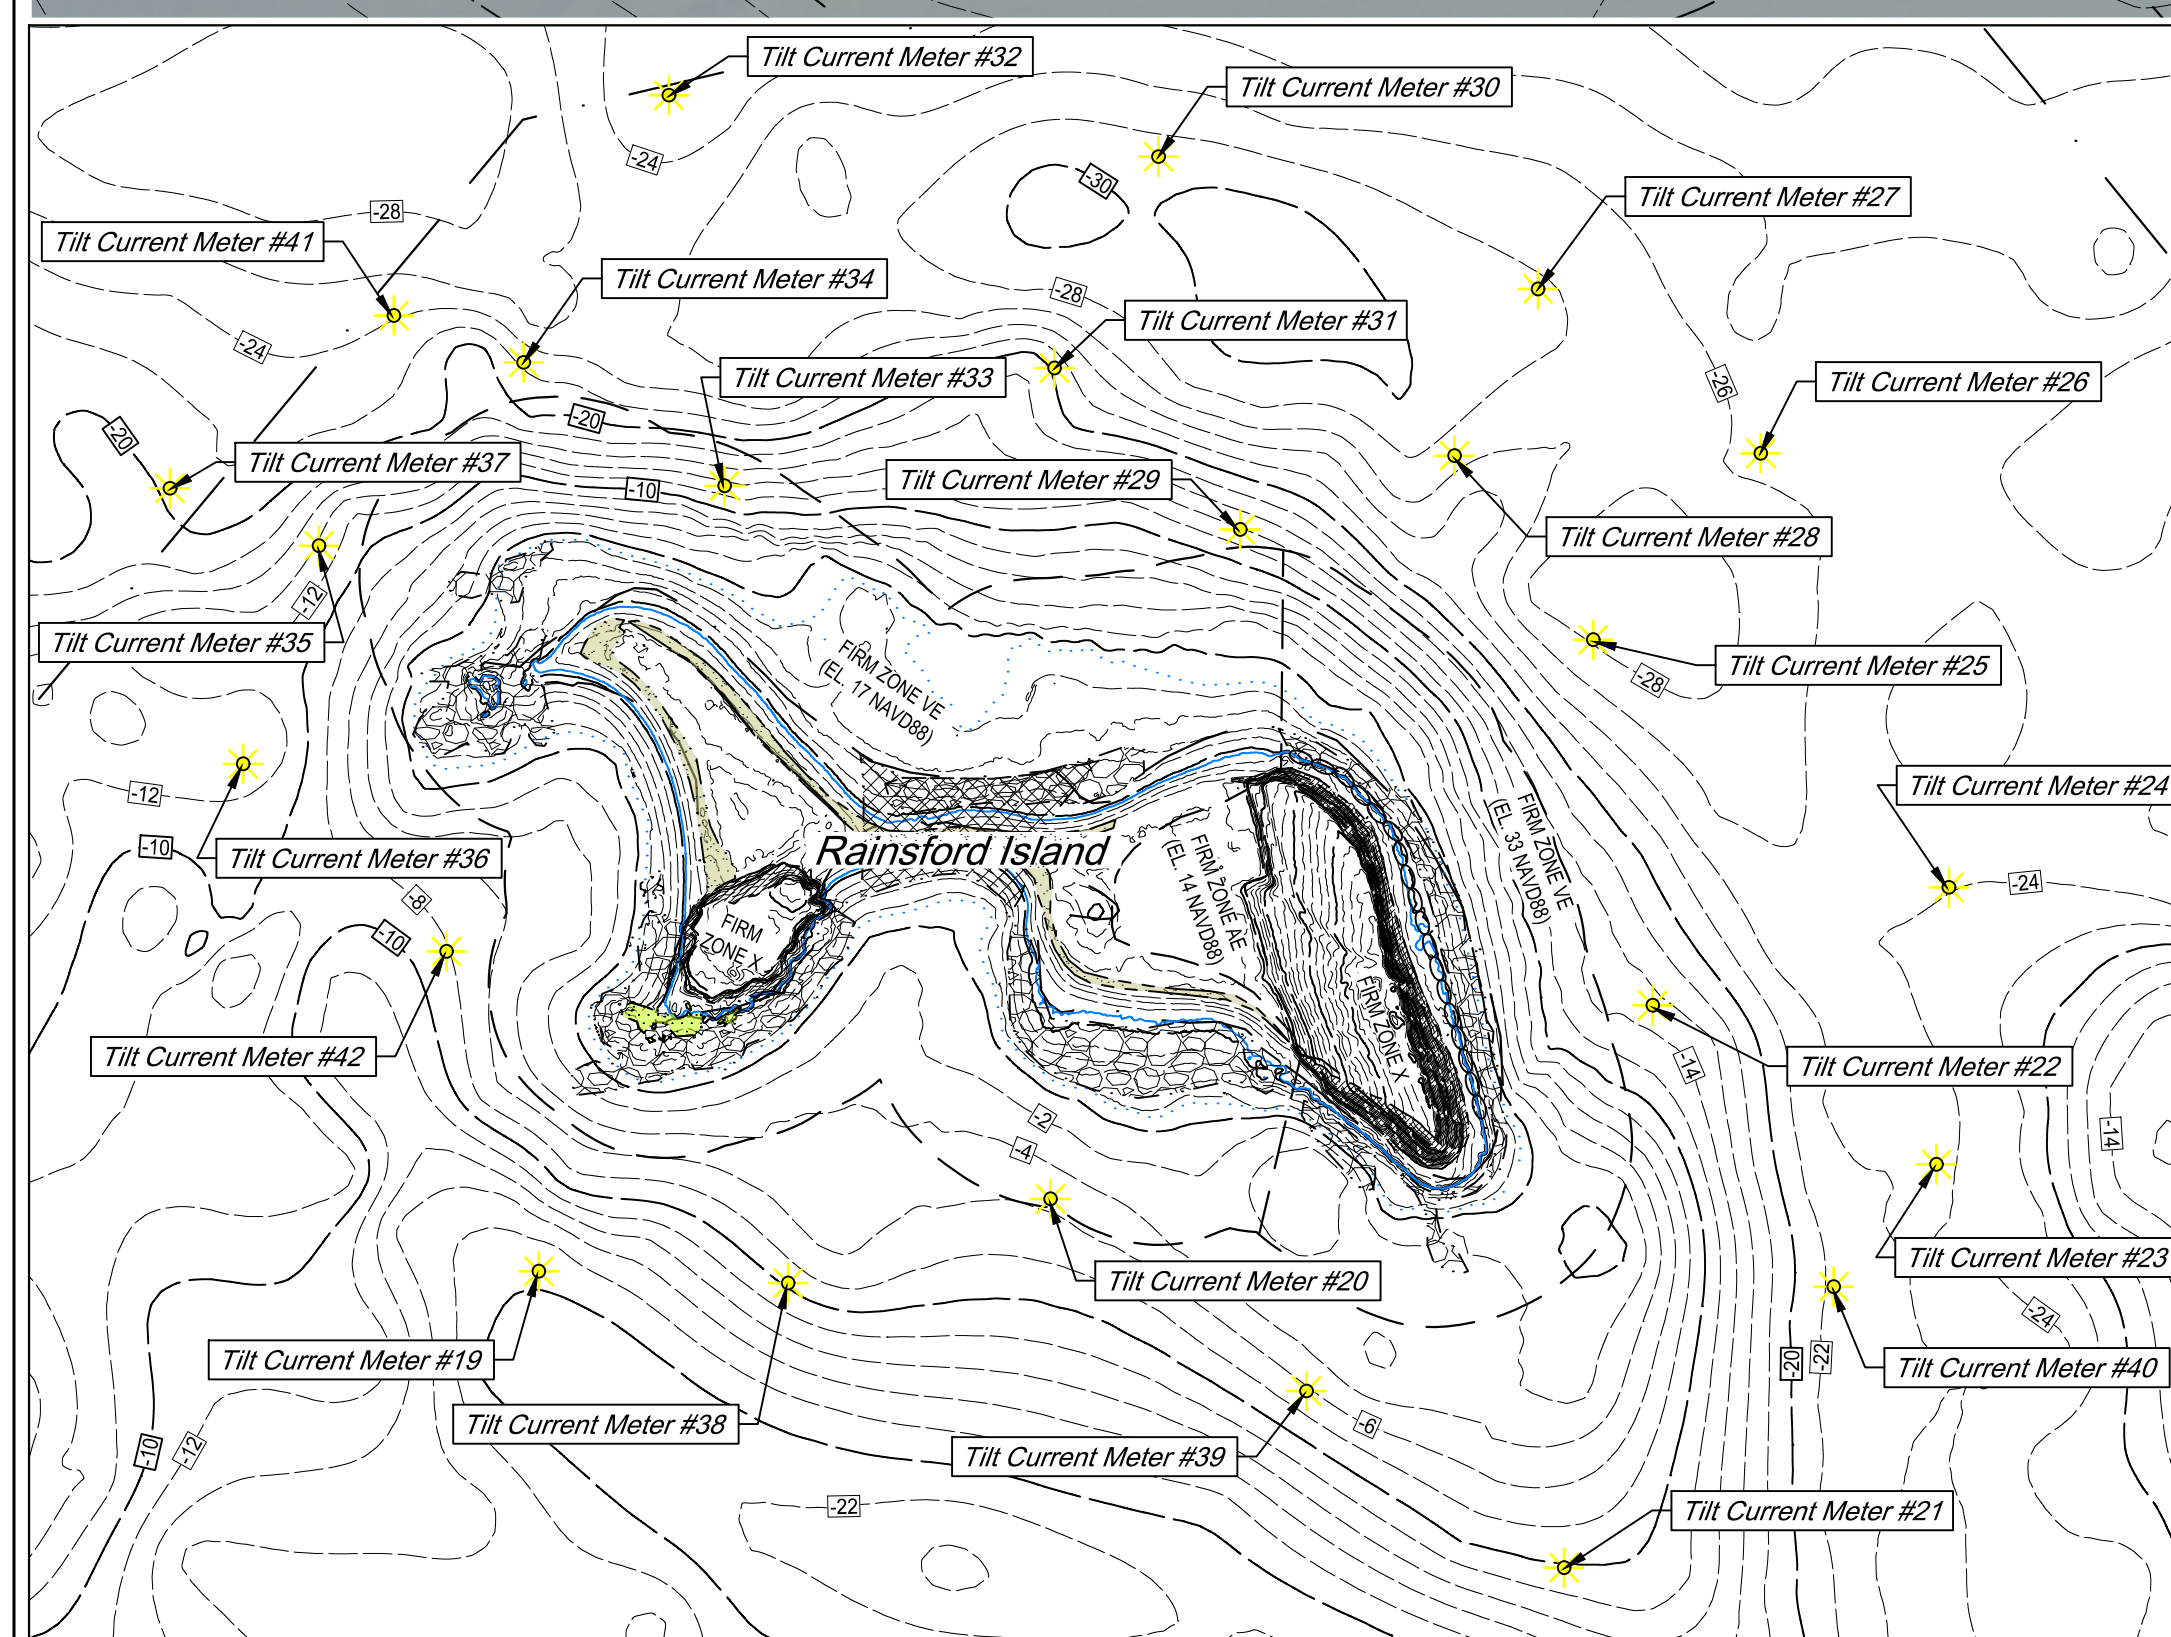 Tilt Current Meter #32
Tilt Current Meter #30
-24
-30
Tilt Current Meter #27
-28
Tilt Current Meter #41
Tilt Current Meter #34
-28
Tilt Current Meter #31
-24
Tilt Current Meter #33
-26
Tilt Current Meter #26
-20
-20
Tilt Current Meter #37
-10
Tilt Current Meter #29
Tilt Current Meter #28
-12
Tilt Current Meter #35
FIRM ZONE VE
(EL. 17 NAVD88)
Tilt Current Meter #25
-28
-12
Tilt Current Meter #24
FIRM ZONE VE
(EL. 33 NAVD88)
-10
Tilt Current Meter #36
Rainsford Island
FIRM ZONE AE
(EL. 14 NAVD88)
-24
-8
-10
FIRM
ZONE X
FIRM ZONE X
Tilt Current Meter #42
-14
Tilt Current Meter #22
-2
-4
-14
Tilt Current Meter #23
Tilt Current Meter #20
-24
Tilt Current Meter #19
-20
-22
Tilt Current Meter #40
Tilt Current Meter #38
-6
-10
-12
Tilt Current Meter #39
-22
Tilt Current Meter #21